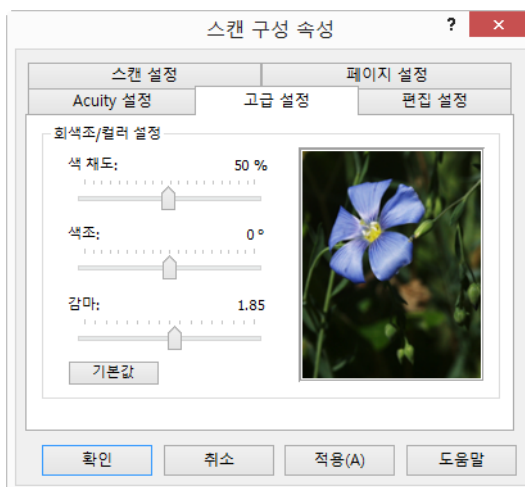 스캔 구성 속성
?
스캔 설정 페이지 설정
Acuity 설정 고급 설정 편집 설정
회색조/컬러 설정
색 채도: 50 %
색조: 0 °
감마: 1.85
기본값
확인 취소 적용(A) 도움말